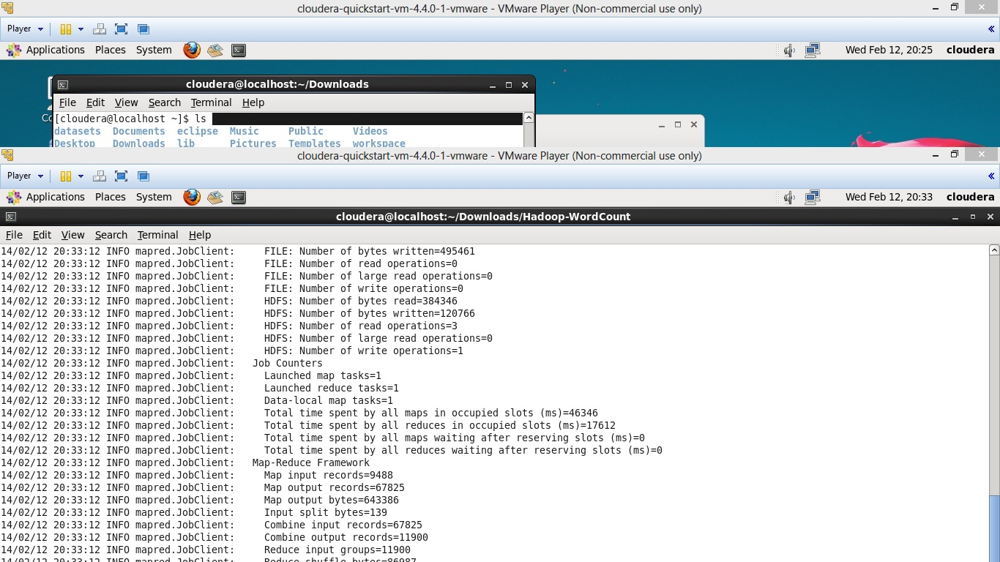 cloudera-quickstart-vm-4.4.0-1-vmware - VMware Player (Non-commercial use only)
Player
Applications Places System Wed Feb 12, 20:25 cloudera
cloudera@localhost:~/Downloads
File Edit View Search Terminal Help
[cloudera@localhost ~]$ ls
datasets Documents eclipse Music Public Videos
Desktop Downloads lib Pictures Templates workspace
cloudera-quickstart-vm-4.4.0-1-vmware - VMware Player (Non-commercial use only)
Player
Applications Places System Wed Feb 12, 20:33 cloudera
cloudera@localhost:~/Downloads/Hadoop-WordCount
File Edit View Search Terminal Help
14/02/12 20:33:12 INFO mapred.JobClient: FILE: Number of bytes written=495461
14/02/12 20:33:12 INFO mapred.JobClient: FILE: Number of read operations=0
14/02/12 20:33:12 INFO mapred.JobClient: FILE: Number of large read operations=0
14/02/12 20:33:12 INFO mapred.JobClient: FILE: Number of write operations=0
14/02/12 20:33:12 INFO mapred.JobClient: HDFS: Number of bytes read=384346
14/02/12 20:33:12 INFO mapred.JobClient: HDFS: Number of bytes written=120766
14/02/12 20:33:12 INFO mapred.JobClient: HDFS: Number of read operations=3
14/02/12 20:33:12 INFO mapred.JobClient: HDFS: Number of large read operations=0
14/02/12 20:33:12 INFO mapred.JobClient: HDFS: Number of write operations=1
14/02/12 20:33:12 INFO mapred.JobClient: Job Counters
14/02/12 20:33:12 INFO mapred.JobClient: Launched map tasks=1
14/02/12 20:33:12 INFO mapred.JobClient: Launched reduce tasks=1
14/02/12 20:33:12 INFO mapred.JobClient: Data-local map tasks=1
14/02/12 20:33:12 INFO mapred.JobClient: Total time spent by all maps in occupied slots (ms)=46346
14/02/12 20:33:12 INFO mapred.JobClient: Total time spent by all reduces in occupied slots (ms)=17612
14/02/12 20:33:12 INFO mapred.JobClient: Total time spent by all maps waiting after reserving slots (ms)=0
14/02/12 20:33:12 INFO mapred.JobClient: Total time spent by all reduces waiting after reserving slots (ms)=0
14/02/12 20:33:12 INFO mapred.JobClient: Map-Reduce Framework
14/02/12 20:33:12 INFO mapred.JobClient: Map input records=9488
14/02/12 20:33:12 INFO mapred.JobClient: Map output records=67825
14/02/12 20:33:12 INFO mapred.JobClient: Map output bytes=643386
14/02/12 20:33:12 INFO mapred.JobClient: Input split bytes=139
14/02/12 20:33:12 INFO mapred.JobClient: Combine input records=67825
14/02/12 20:33:12 INFO mapred.JobClient: Combine output records=11900
14/02/12 20:33:12 INFO mapred.JobClient: Reduce input groups=11900
14/02/12 20:33:12 INFO mapred.JobClient: Reduce shuffle bytes=86987